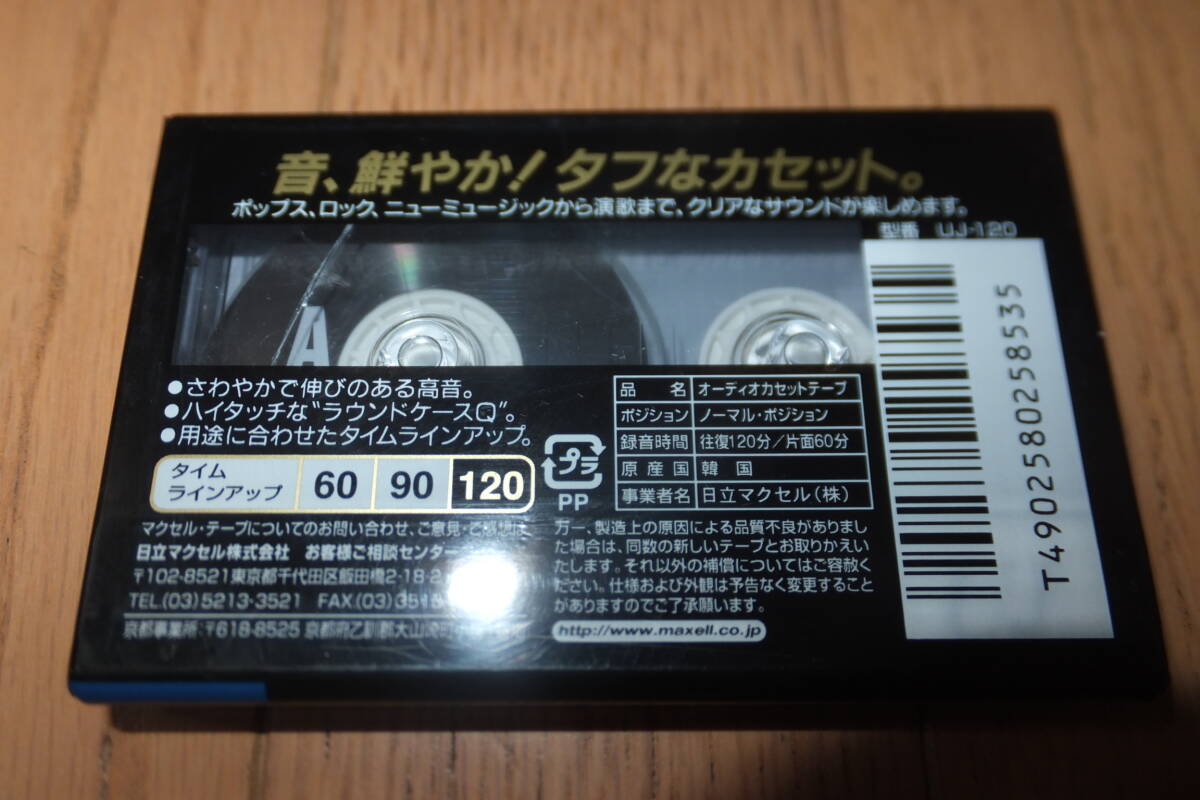 音、鮮やか!タフなカセット。
ポップス、ロック、ニューミュージックから演歌まで、クリアなサウンドが楽しめます。
型番 UJ-120
A
●さわやかで伸びのある高音。
●ハイタッチな"ラウンドケースQ"。
●用途に合わせたタイムラインアップ。
タイム
ラインアップ 60 90 120
プラ
PP
品名 オーディオカセットテープ
ポジション ノーマル・ポジション
録音時間 往復120分/片面60分
原産国 韓国
事業者名 日立マクセル(株)
マクセル・テープについてのお問い合わせ、ご意見・ご感想は
日立マクセル株式会社 お客様ご相談センター
〒102-8521東京都千代田区飯田橋2-18-2
TEL.(03)5213-3521 FAX.(03)351
京都事業所:〒618-8525 京都府乙訓郡大山崎町
万一、製造上の原因による品質不良がありまし
た場合は、同数の新しいテープとお取りかえい
たします。それ以外の補償についてはご容赦く
ださい。仕様および外観は予告なく変更すること
がありますのでご了承願います。
http://www.maxell.co.jp
T4902580258535